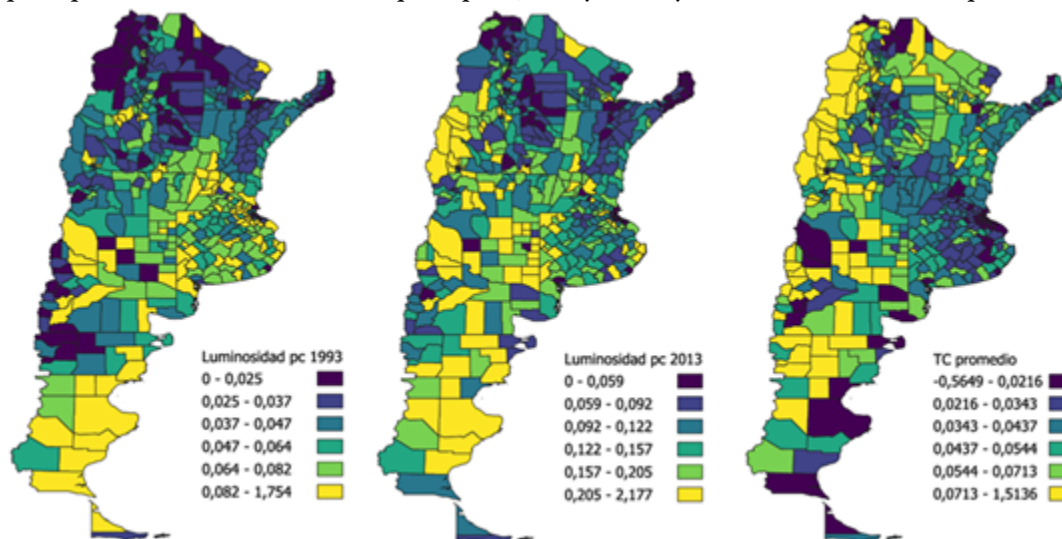 Luminosidad pc 1993
0 - 0,025
0,025 - 0,037
0,037 - 0,047
0,047 - 0,064
0,064 - 0,082
0,082 - 1,754
Luminosidad pc 2013
0 - 0,059
0,059 - 0,092
0,092 - 0,122
0,122 - 0,157
0,157 - 0,205
0,205 - 2,177
TC promedio
-0,5649 - 0,0216
0,0216 - 0,0343
0,0343 - 0,0437
0,0437 - 0,0544
0,0544 - 0,0713
0,0713 - 1,5136